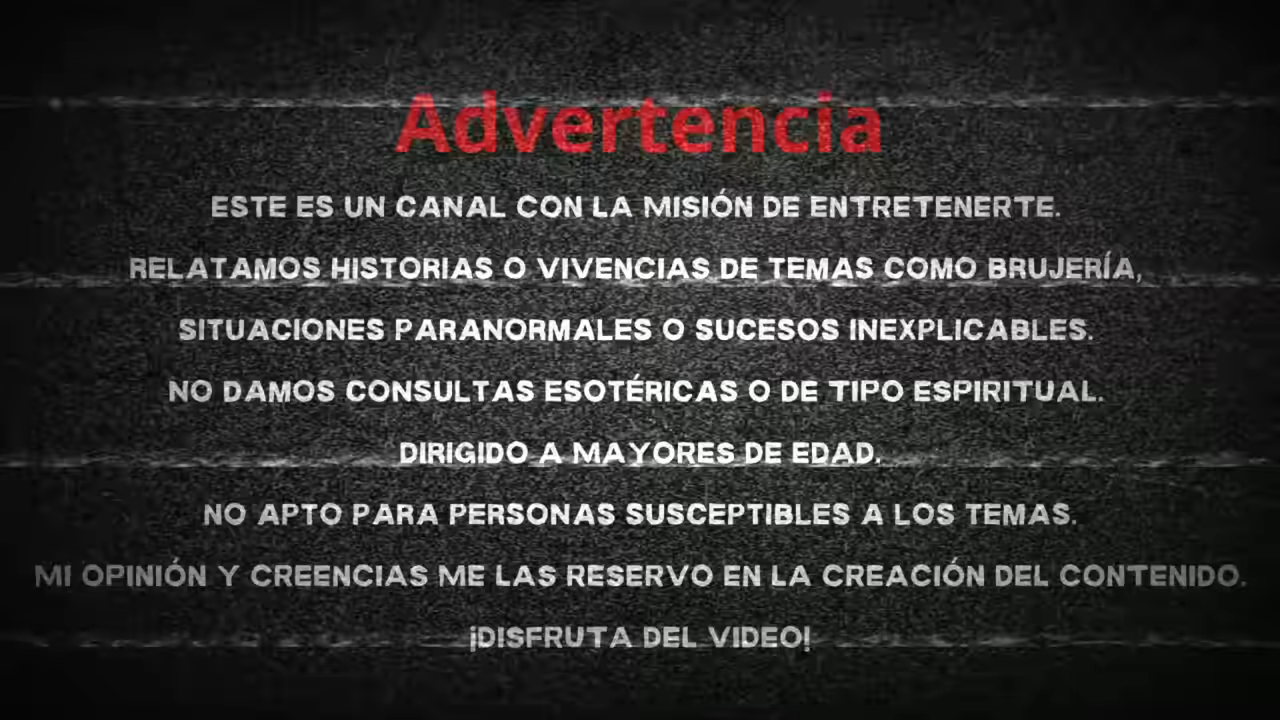 Advertencia
ESTE ES UN CANAL CON LA MISIÓN DE ENTRETENERTE.
RELATAMOS HISTORIAS O VIVENCIAS DE TEMAS COMO BRUJERÍA,
SITUACIONES PARANORMALES O SUCESOS INEXPLICABLES.
NO DAMOS CONSULTAS ESOTÉRICAS O DE TIPO ESPIRITUAL.
DIRIGIDO A MAYORES DE EDAD.
NO APTO PARA PERSONAS SUSCEPTIBLES A LOS TEMAS.
MI OPINIÓN Y CREENCIAS ME LAS RESERVO EN LA CREACIÓN DEL CONTENIDO.
¡DISFRUTA DEL VIDEO!